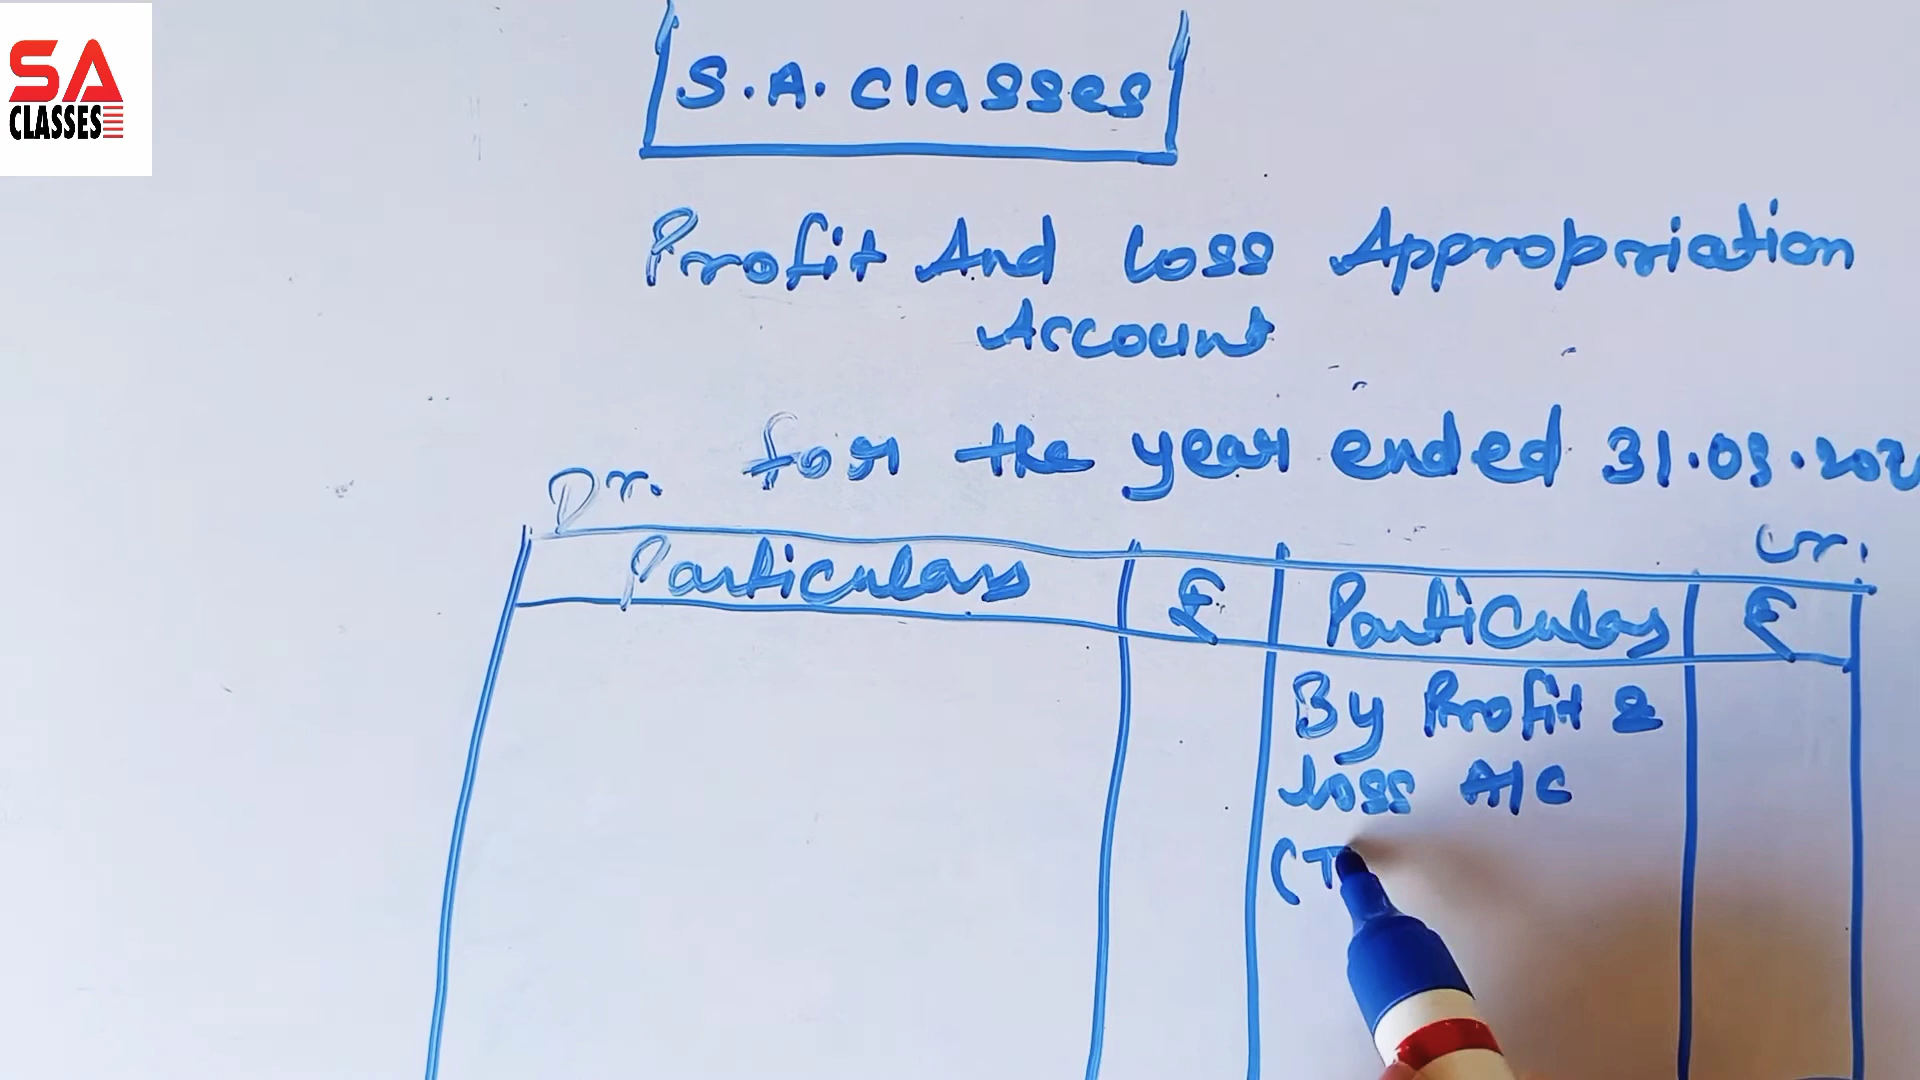 SA
CLASSES
S.A. Classes
Profit And Loss Appropriation
Account
for the year ended 31.03.202
Dr.
Cr.
Particulars ₹ Particulars ₹
By Profit &
Loss A/C
(T